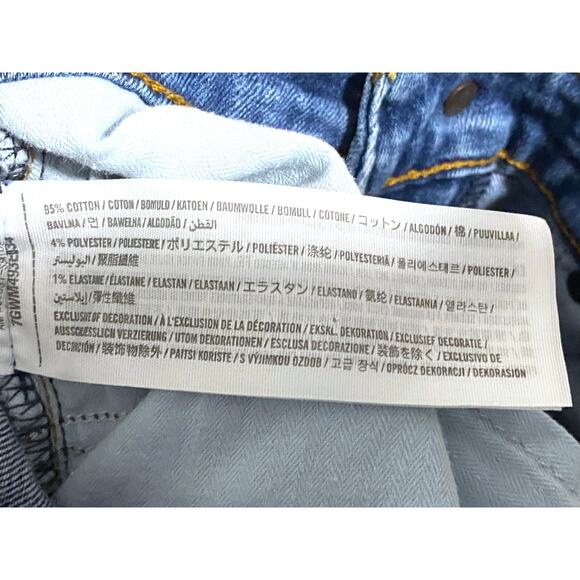 95% COTTON / COTON / BOMULD / KATOEN / BAUMWOLLE / BOMULL / COTONE / コットン / ALGODÓN / 棉 / PUUVILLAA /
BAVLNA / 면 / BAWEŁNA / ALGODÃO / القطن /
4% POLYESTER / POLIESTERE / ポリエステル / POLIÉSTER / 涤纶 / POLYESTERIÄ / 폴리에스테르 / POLIESTER /
البوليستر / 聚脂纖維
1% ELASTANE / ÉLASTANE / ELASTAN / ELASTAAN / エラスタン / ELASTANO / 氨纶 / ELASTAANIA / 엘라스탄 /
إيلاستين / 彈性纖維
EXCLUSIVE OF DECORATION / À L'EXCLUSION DE LA DÉCORATION / EKSKL. DEKORATION / EXCLUSIEF DECORATIE /
AUSSCHLIESSLICH VERZIERUNG / UTOM DEKORATIONEN / ESCLUSA DECORAZIONE / 装飾を除く / EXCLUSIVO DE
DECORACIÓN / 装饰物除外 / PAITSI KORISTE / S VÝJIMKOU OZDOB / 고급 장식 / OPRÓCZ DEKORACJI / DEKORASION